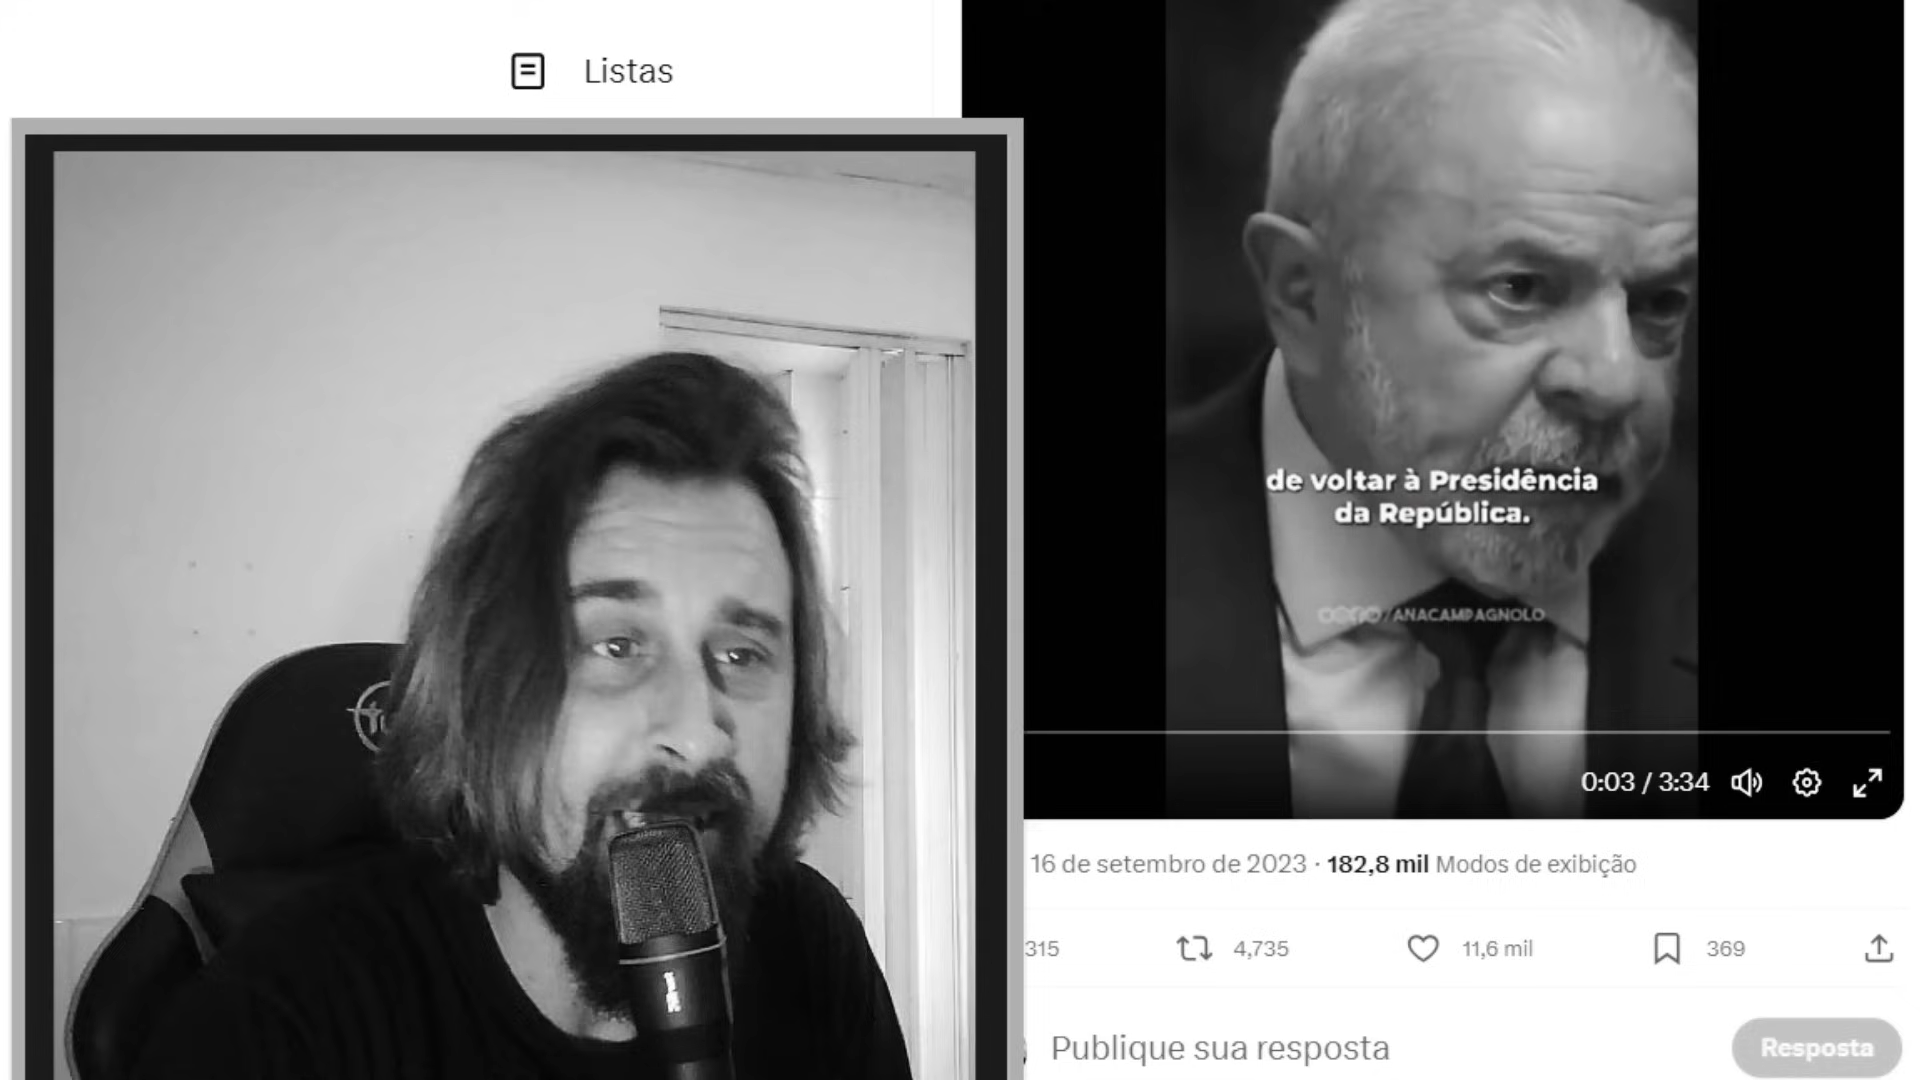 Listas
de voltar à Presidência
da República.
/ANACAMPAGNOLO
0:03 / 3:34
16 de setembro de 2023 · 182,8 mil Modos de exibição
315
4,735
11,6 mil
369
Publique sua resposta
Resposta